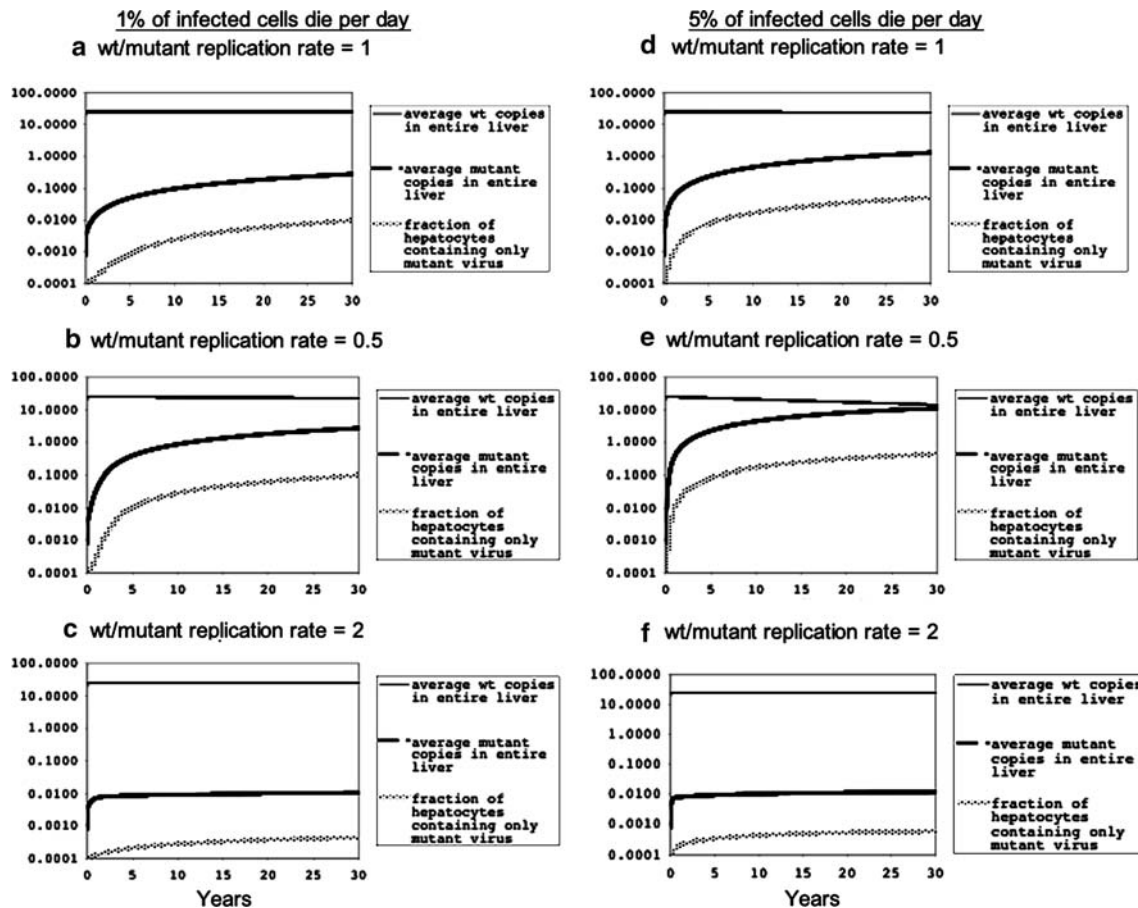 1% of infected cells die per day
a wt/mutant replication rate = 1
100.0000
10.0000
1.0000
0.1000
0.0100
0.0010
0.0001
0 5 10 15 20 25 30
average wt copies
in entire liver
average mutant
copies in entire
liver
fraction of
hepatocytes
containing only
mutant virus
b wt/mutant replication rate = 0.5
100.0000
10.0000
1.0000
0.1000
0.0100
0.0010
0.0001
0 5 10 15 20 25 30
average wt copies
in entire liver
average mutant
copies in entire
liver
fraction of
hepatocytes
containing only
mutant virus
c wt/mutant replication rate = 2
100.0000
10.0000
1.0000
0.1000
0.0100
0.0010
0.0001
0 5 10 15 20 25 30
Years
average wt copies
in entire liver
average mutant
copies in entire
liver
fraction of
hepatocytes
containing only
mutant virus
5% of infected cells die per day
d wt/mutant replication rate = 1
100.0000
10.0000
1.0000
0.1000
0.0100
0.0010
0.0001
0 5 10 15 20 25 30
average wt copies
in entire liver
average mutant
copies in entire
liver
fraction of
hepatocytes
containing only
mutant virus
e wt/mutant replication rate = 0.5
100.0000
10.0000
1.0000
0.1000
0.0100
0.0010
0.0001
0 5 10 15 20 25 30
average wt copies
in entire liver
average mutant
copies in entire
liver
fraction of
hepatocytes
containing only
mutant virus
f wt/mutant replication rate = 2
100.0000
10.0000
1.0000
0.1000
0.0100
0.0010
0.0001
0 5 10 15 20 25 30
Years
average wt copies
in entire liver
average mutant
copies in entire
liver
fraction of
hepatocytes
containing only
mutant virus